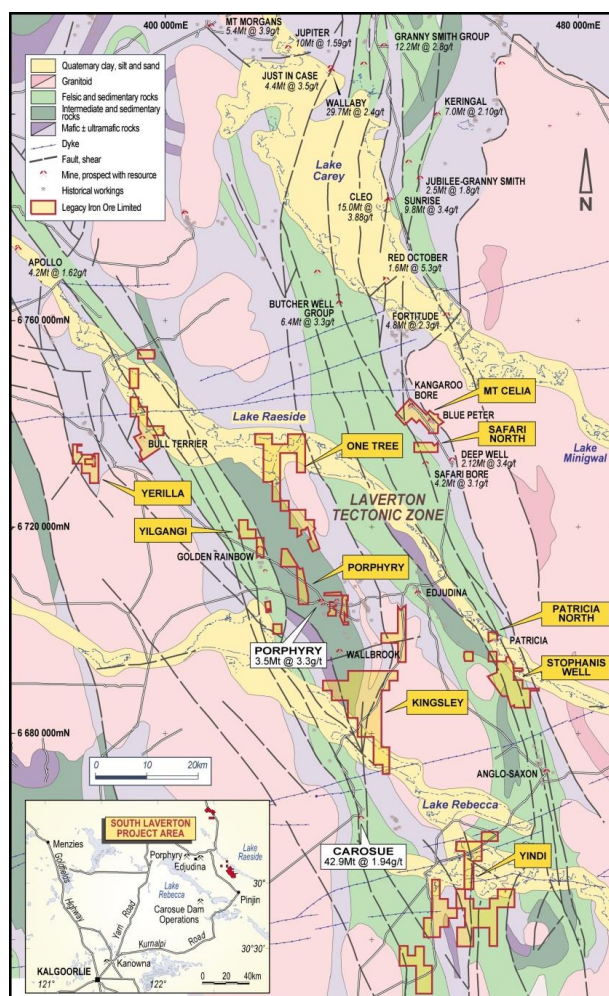 400 000mE
480 000mE
MT MORGANS
5.4Mt @ 3.9g/t
JUPITER
10Mt @ 1.59g/t
GRANNY SMITH GROUP
12.2Mt @ 2.8g/t
Quaternary clay, silt and sand
Granitoid
Felsic and sedimentary rocks
Intermediate and sedimentary
rocks
Mafic ± ultramafic rocks
Dyke
Fault, shear
Mine, prospect with resource
Historical workings
Legacy Iron Ore Limited
JUST IN CASE
4.4Mt @ 3.5g/t
WALLABY
29.7Mt @ 2.4g/t
KERINGAL
7.0Mt @ 2.10g/t
Lake
Carey
N
JUBILEE-GRANNY SMITH
2.5Mt @ 1.8g/t
CLEO
15.0Mt @
3.88g/t
SUNRISE
9.8Mt @ 3.4g/t
APOLLO
4.2Mt @ 1.62g/t
RED OCTOBER
1.6Mt @ 5.3g/t
BUTCHER WELL
GROUP
6.4Mt @ 3.3g/t
FORTITUDE
4.8Mt @ 2.3g/t
6 760 000mN
KANGAROO
BORE
MT CELIA
BLUE PETER
Lake Raeside
SAFARI
NORTH
BULL TERRIER
ONE TREE
DEEP WELL
2.12Mt @ 3.4g/t
Lake
Minigwal
SAFARI BORE
4.2Mt @ 3.1g/t
YERILLA
LAVERTON
TECTONIC ZONE
6 720 000mN
YILGANGI
GOLDEN RAINBOW
PORPHYRY
EDJUDINA
PATRICIA
NORTH
PATRICIA
PORPHYRY
3.5Mt @ 3.3g/t
WALLBROOK
STOPHANIS
WELL
KINGSLEY
6 680 000mN
0 10 20km
ANGLO-SAXON
Lake Rebecca
CAROSUE
42.9Mt @ 1.94g/t
YINDI
SOUTH LAVERTON
PROJECT AREA
Menzies
Porphyry
Edjudina
Lake
Raeside
Goldfields
Highway
Yarri Road
Lake
Rebecca
30°
Pinjin
Carosue Dam
Operations
Kurnalpi Road
30°30'
Kanowna
KALGOORLIE
121°
122°
0 20 40km